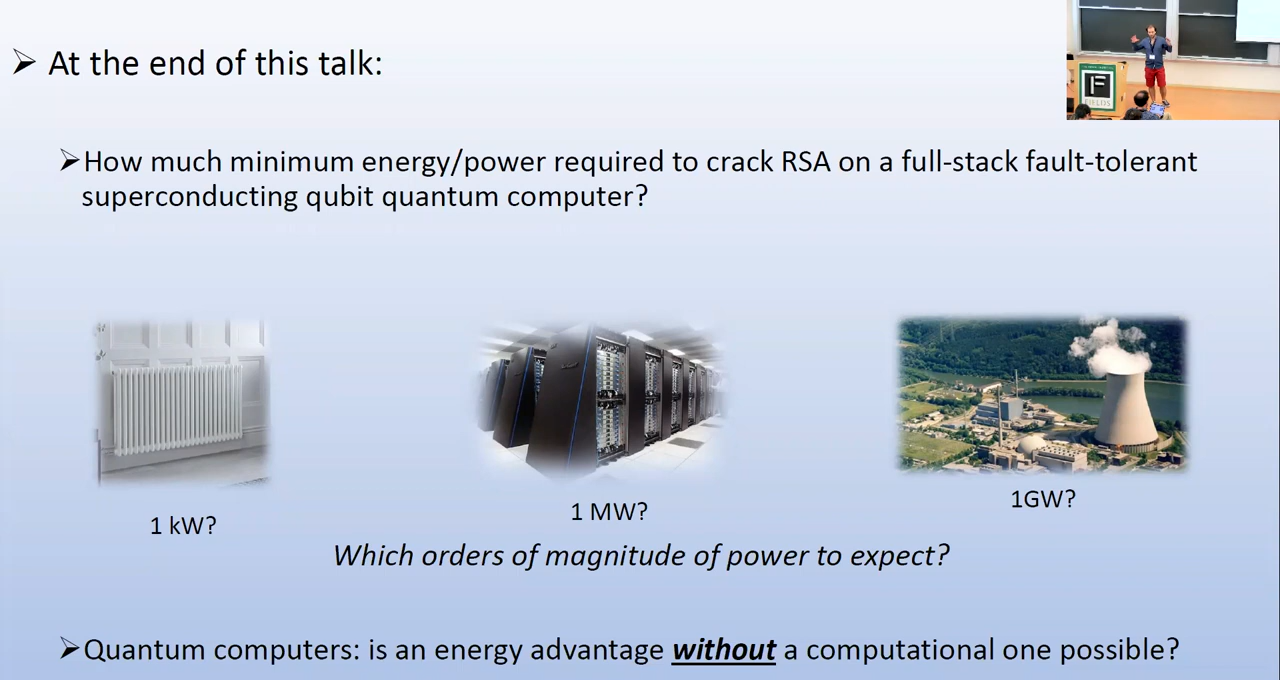 ➢ At the end of this talk:
F
FIELDS
➢How much minimum energy/power required to crack RSA on a full-stack fault-tolerant
superconducting qubit quantum computer?
1 kW?
1 MW?
1GW?
Which orders of magnitude of power to expect?
➢Quantum computers: is an energy advantage without a computational one possible?